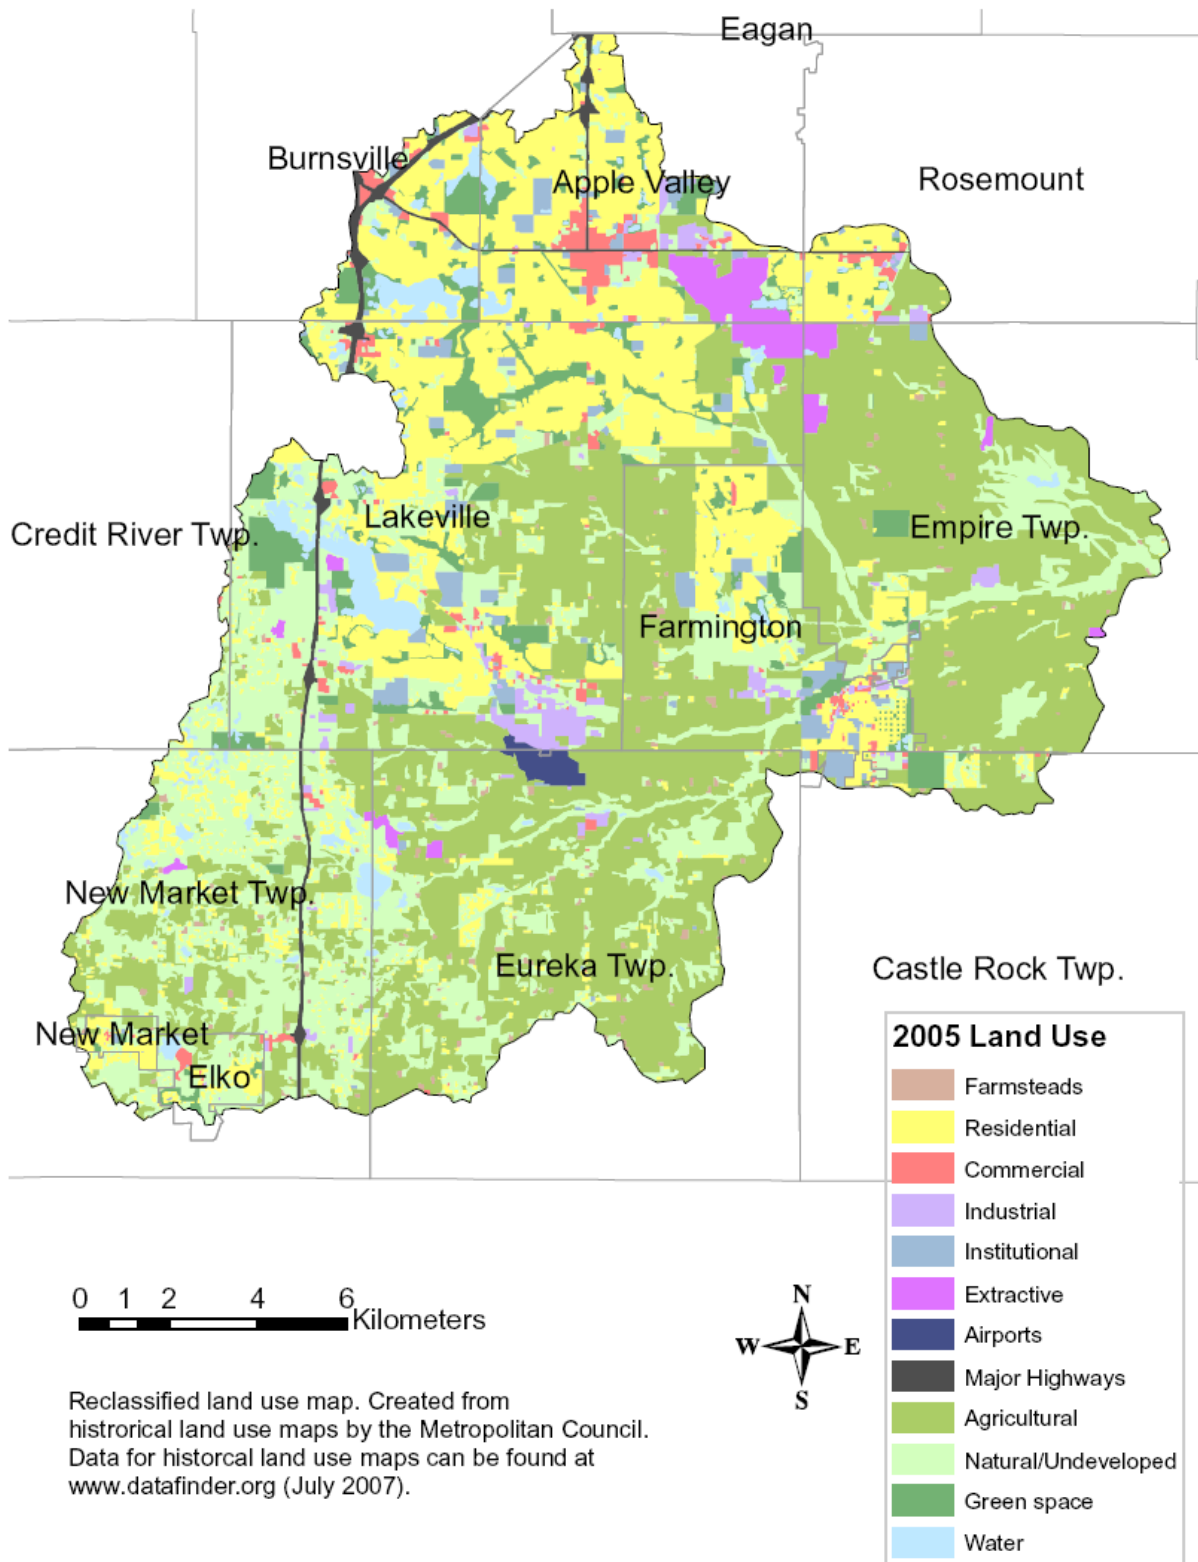 Eagan
Burnsville
Apple Valley
Rosemount
Credit River Twp.
Lakeville
Empire Twp.
Farmington
New Market Twp.
Eureka Twp.
Castle Rock Twp.
New Market
Elko
2005 Land Use
Farmsteads
Residential
Commercial
Industrial
Institutional
Extractive
Airports
Major Highways
Agricultural
Natural/Undeveloped
Green space
Water
0 1 2 4 6
Kilometers
N
W E
S
Reclassified land use map. Created from
histrorical land use maps by the Metropolitan Council.
Data for historcal land use maps can be found at
www.datafinder.org (July 2007).